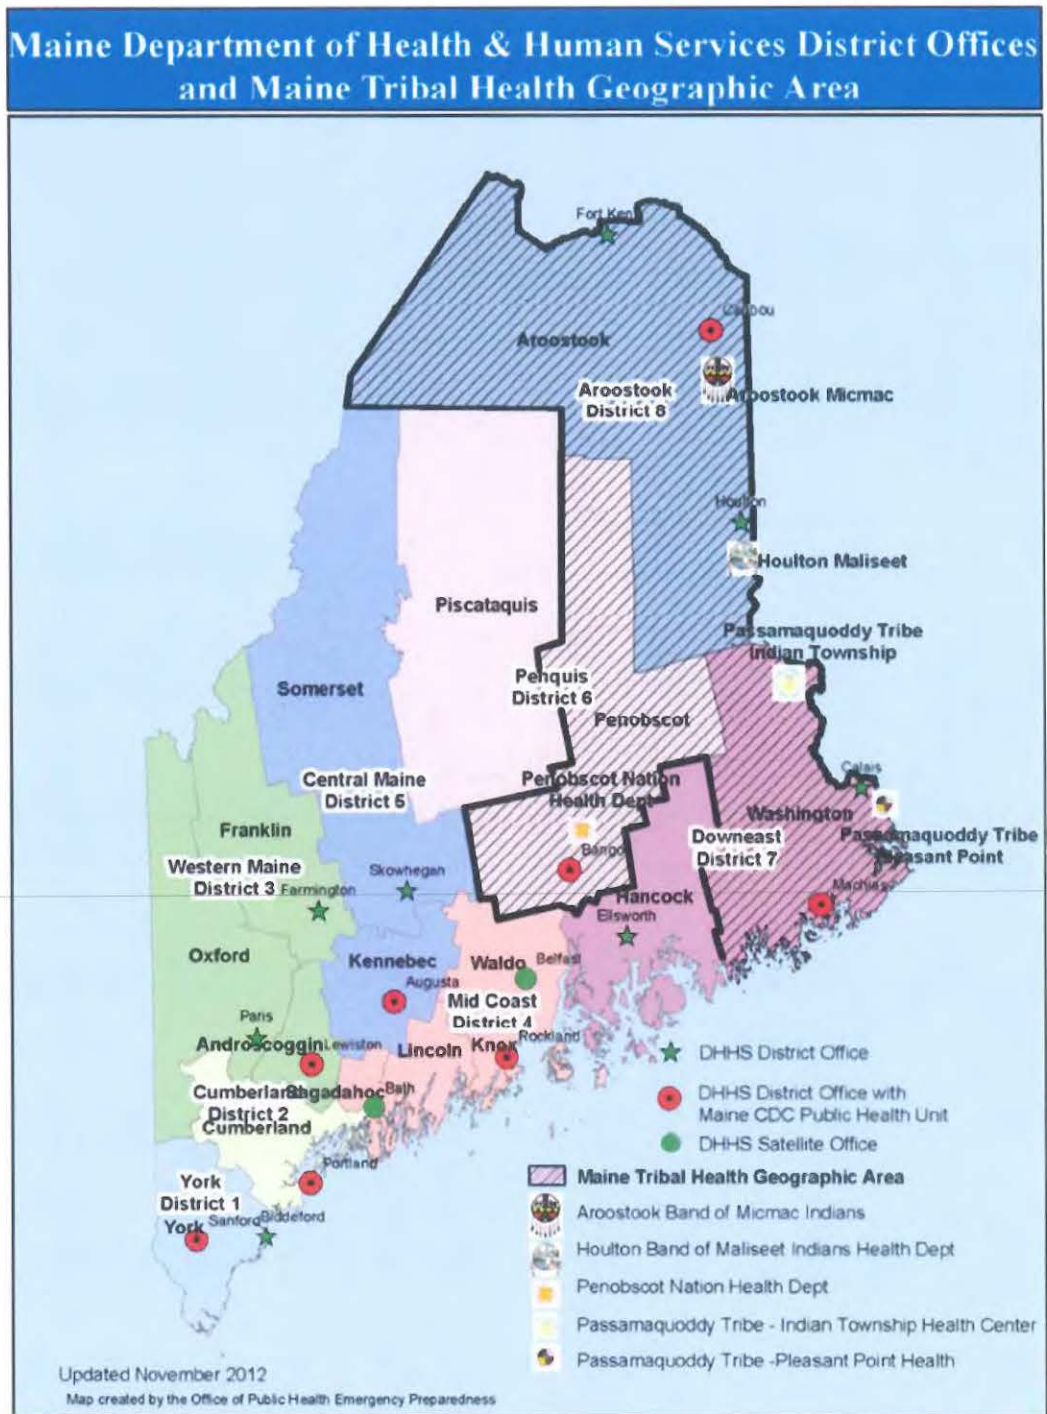 Maine Department of Health & Human Services District Offices
and Maine Tribal Health Geographic Area
Fort Kent
Caribou
Aroostook
Aroostook
District 8
Aroostook Micmac
Houlton
Houlton Maliseet
Piscataquis
Passamaquoddy Tribe
Indian Township
Somerset
Penquis
District 6
Penobscot
Central Maine
District 5
Penobscot Nation
Health Dept
Calais
Franklin
Washington
Downeast
District 7
Passamaquoddy Tribe
Pleasant Point
Western Maine
District 3
Skowhegan
Bangor
Farmington
Machias
Hancock
Ellsworth
Oxford
Kennebec
Waldo
Belfast
Augusta
Mid Coast
District 4
Paris
Androscoggin
Lewiston
Lincoln
Knox
Rockland
DHHS District Office
Cumberland
District 2
Sagadahoc
Bath
Cumberland
DHHS District Office with
Maine CDC Public Health Unit
DHHS Satellite Office
Portland
York
District 1
York
Sanford
Biddeford
Maine Tribal Health Geographic Area
Aroostook Band of Micmac Indians
Houlton Band of Maliseet Indians Health Dept
Penobscot Nation Health Dept
Passamaquoddy Tribe - Indian Township Health Center
Passamaquoddy Tribe -Pleasant Point Health
Updated November 2012
Map created by the Office of Public Health Emergency Preparedness